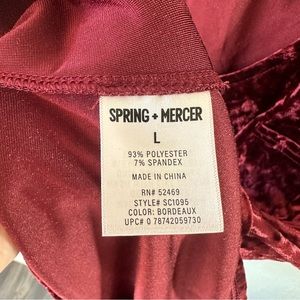 SPRING + MERCER
L
93% POLYESTER
7% SPANDEX
MADE IN CHINA
RN# 52469
STYLE# SC1095
COLOR: BORDEAUX
UPC# 0 78742059730